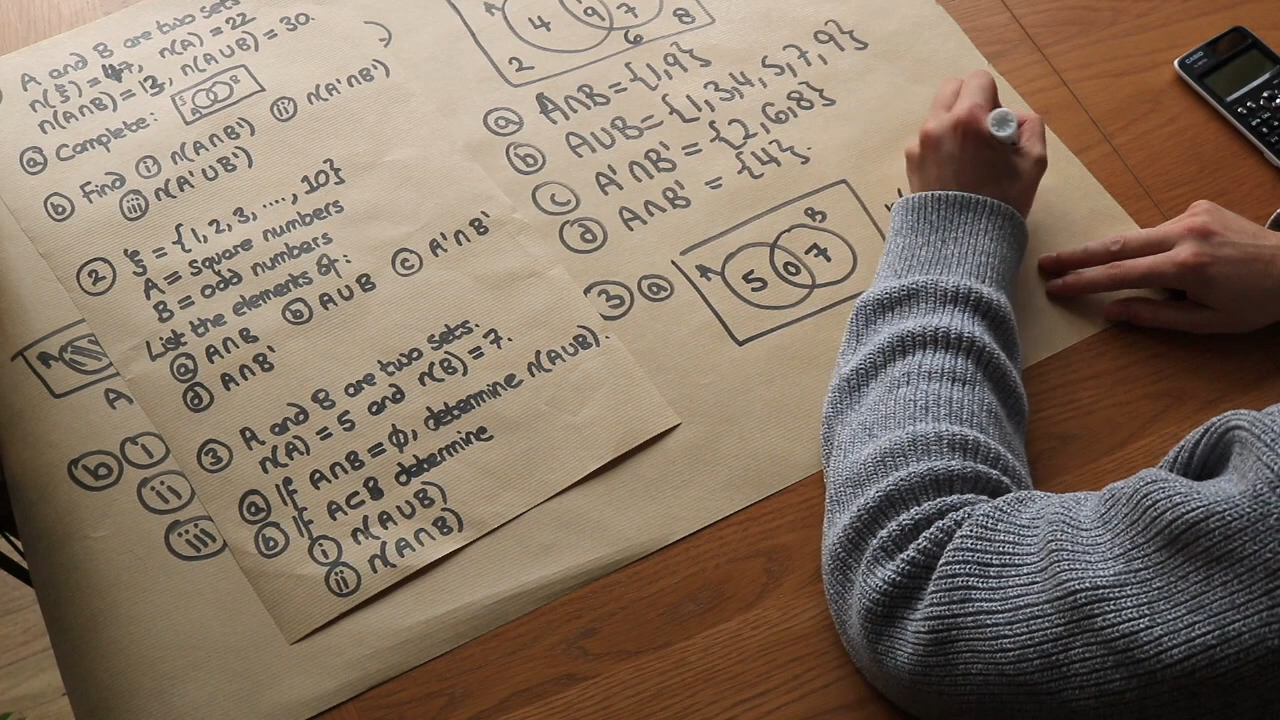 A and B are two sets
n(ξ) = 47, n(A) = 22
n(A∩B) = 13, n(A∪B) = 30.
ⓐ Complete:
ξ A B
ⓑ Find ⓘ n(A∩B') ⓘⓘ n(A'∩B')
ⓘⓘⓘ n(A'∪B')
② ξ = {1, 2, 3, ...., 10}
A = square numbers
B = odd numbers
List the elements of:
ⓐ A∩B ⓑ A∪B ⓒ A'∩B'
ⓓ A∩B'
③ A and B are two sets.
n(A) = 5 and n(B) = 7.
ⓐ If A∩B = ϕ, determine n(A∪B).
ⓑ If A⊂B determine
ⓘ n(A∪B)
ⓘⓘ n(A∩B)
A
A
ⓑ ⓘ
ⓘⓘ
ⓘⓘⓘ
A 4 9 7
2 6 8
ⓐ A∩B = {1,9}
ⓑ A∪B = {1,3,4,5,7,9}
ⓒ A'∩B' = {2,6,8}
ⓓ A∩B' = {4}.
③ ⓐ A 5 0 7 B
CASIO